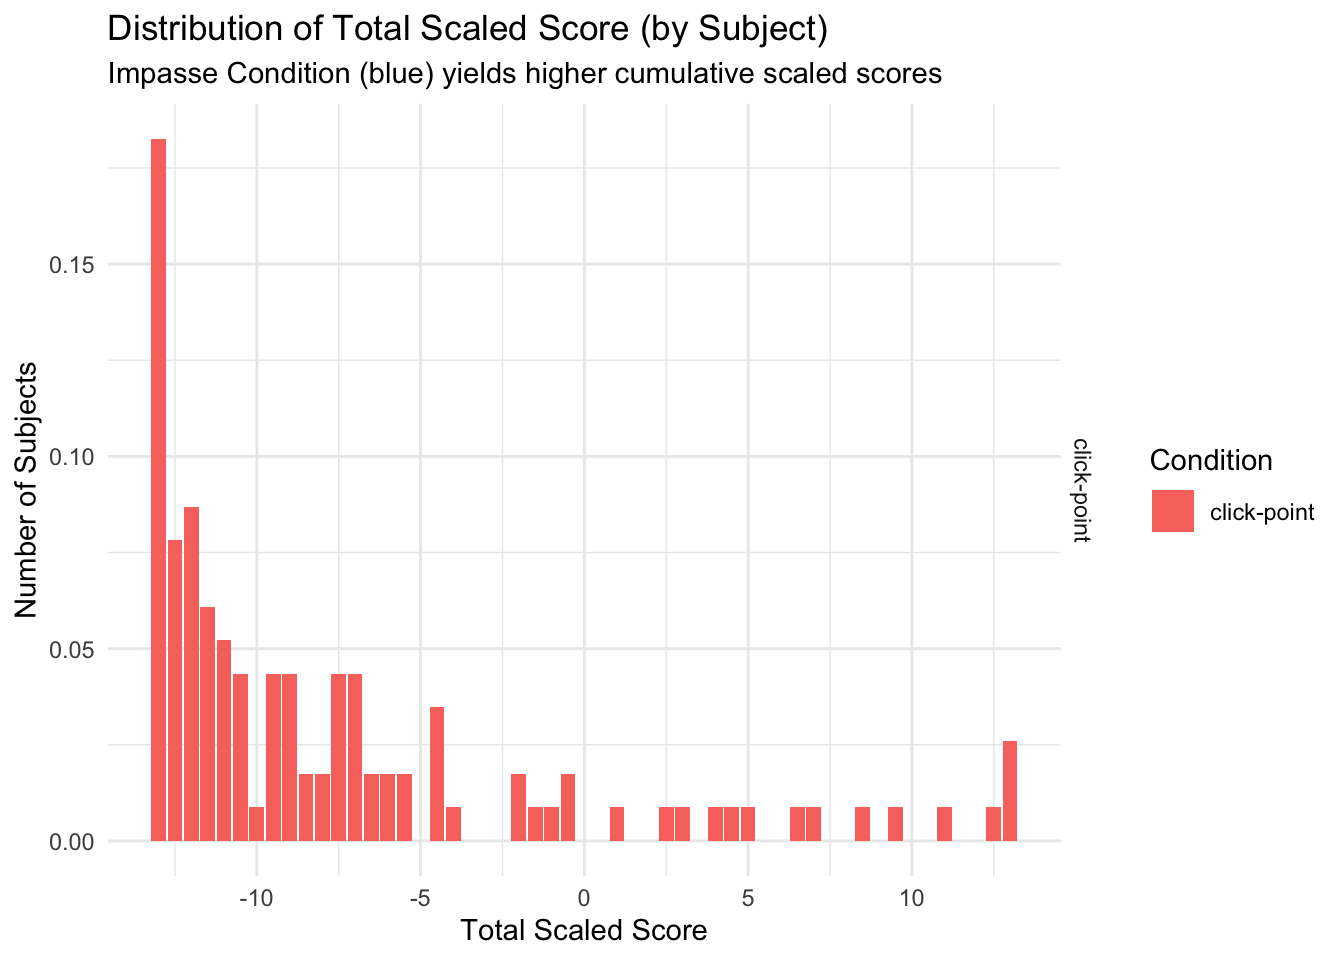 Distribution of Total Scaled Score (by Subject)
Impasse Condition (blue) yields higher cumulative scaled scores
Number of Subjects
0.15
0.10
0.05
0.00
-10
-5
0
5
10
Total Scaled Score
click-point
Condition
click-point